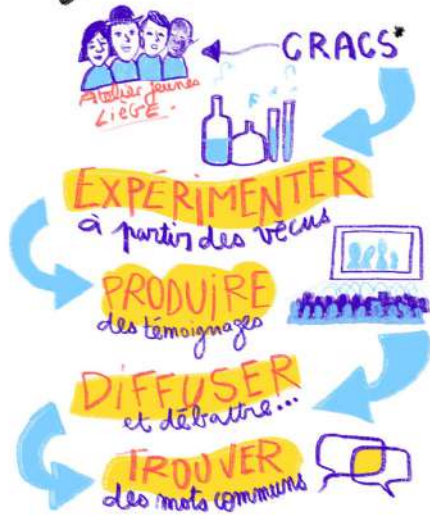 CRACS*
Atelier jeunes
LIÈGE.
EXPÉRIMENTER
à partir des vécus
PRODUIRE
des témoignages
DIFFUSER
et débattre...
TROUVER
des mots communs